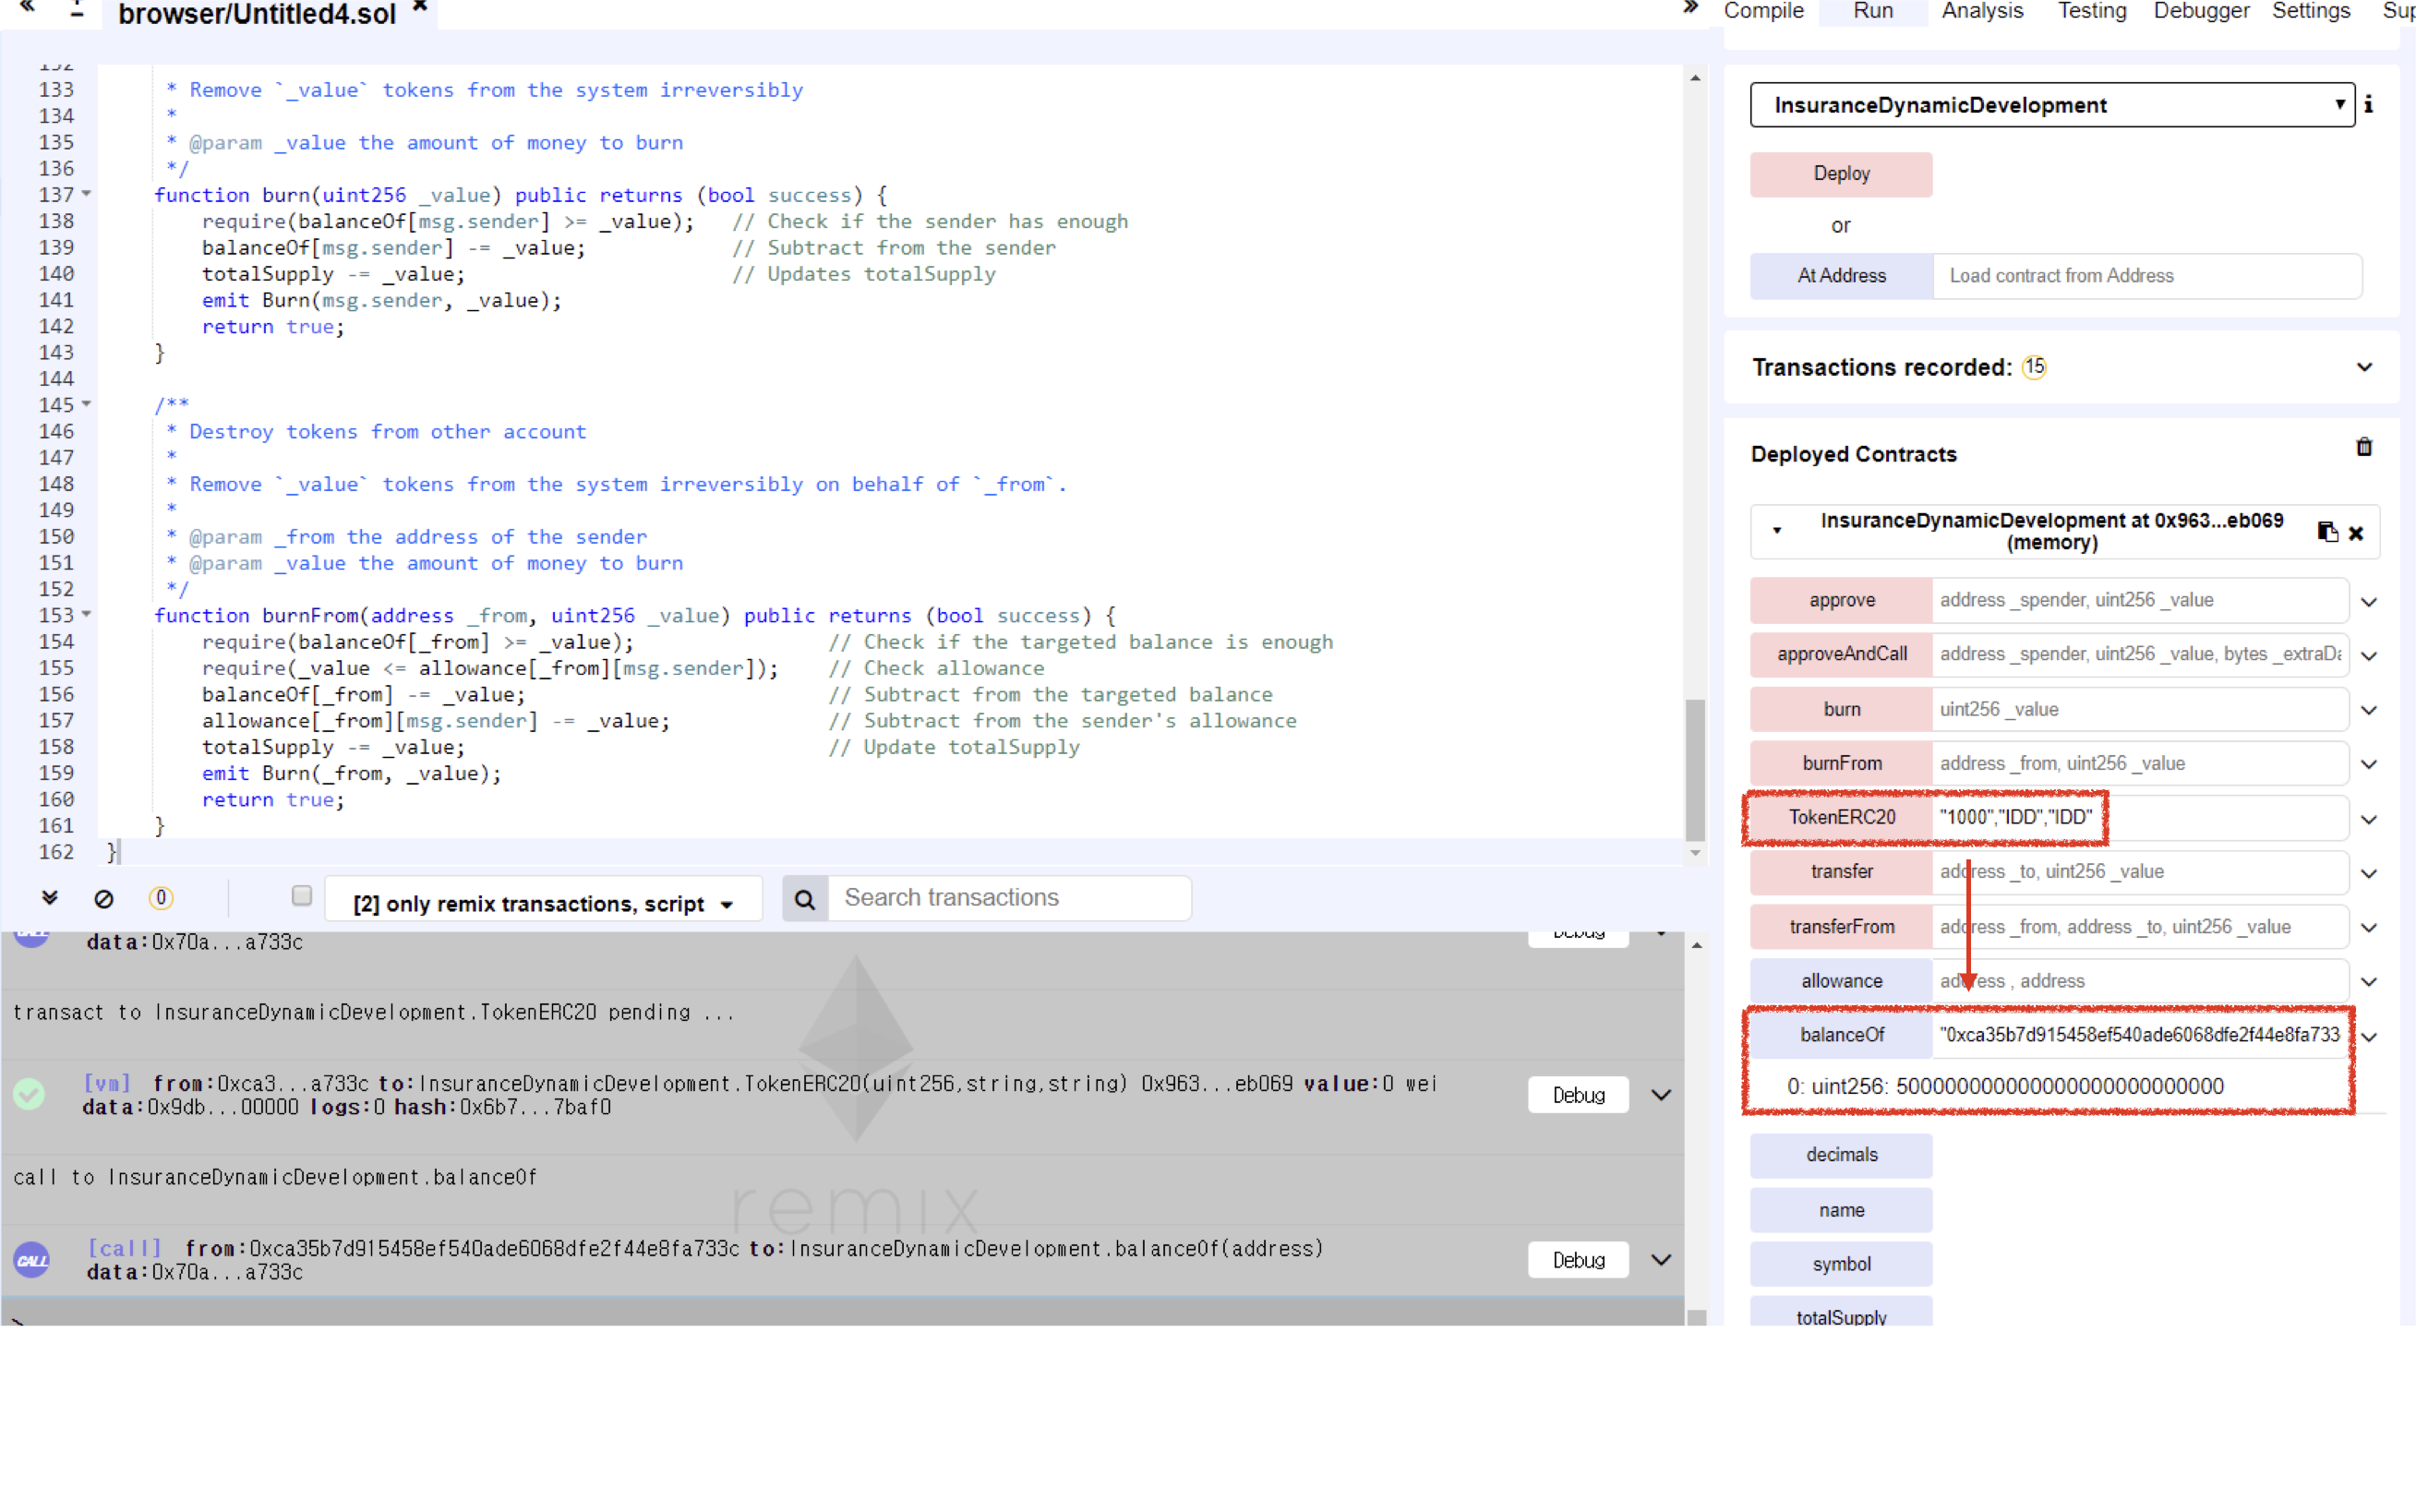 browser/Untitled4.sol
Compile Run Analysis Testing Debugger Settings Sup
132
133 * Remove `_value` tokens from the system irreversibly
134 *
135 * @param _value the amount of money to burn
136 */
137 function burn(uint256 _value) public returns (bool success) {
138 require(balanceOf[msg.sender] >= _value); // Check if the sender has enough
139 balanceOf[msg.sender] -= _value; // Subtract from the sender
140 totalSupply -= _value; // Updates totalSupply
141 emit Burn(msg.sender, _value);
142 return true;
143 }
144
145 /**
146 * Destroy tokens from other account
147 *
148 * Remove `_value` tokens from the system irreversibly on behalf of `_from`.
149 *
150 * @param _from the address of the sender
151 * @param _value the amount of money to burn
152 */
153 function burnFrom(address _from, uint256 _value) public returns (bool success) {
154 require(balanceOf[_from] >= _value); // Check if the targeted balance is enough
155 require(_value <= allowance[_from][msg.sender]); // Check allowance
156 balanceOf[_from] -= _value; // Subtract from the targeted balance
157 allowance[_from][msg.sender] -= _value; // Subtract from the sender's allowance
158 totalSupply -= _value; // Update totalSupply
159 emit Burn(_from, _value);
160 return true;
161 }
162 }
0 [2] only remix transactions, script Search transactions
CALL data:0x70a...a733c Debug
transact to InsuranceDynamicDevelopment.TokenERC20 pending ...
[vm] from:0xca3...a733c to:InsuranceDynamicDevelopment.TokenERC20(uint256,string,string) 0x963...eb069 value:0 wei
data:0x9db...00000 logs:0 hash:0x6b7...7baf0
Debug
call to InsuranceDynamicDevelopment.balanceOf
remix
CALL [call] from:0xca35b7d915458ef540ade6068dfe2f44e8fa733c to:InsuranceDynamicDevelopment.balanceOf(address)
data:0x70a...a733c
Debug
>
InsuranceDynamicDevelopment
Deploy
or
At Address Load contract from Address
Transactions recorded: 15
Deployed Contracts
InsuranceDynamicDevelopment at 0x963...eb069
(memory)
approve address _spender, uint256 _value
approveAndCall address _spender, uint256 _value, bytes _extraDa
burn uint256 _value
burnFrom address _from, uint256 _value
TokenERC20 "1000","IDD","IDD"
transfer address _to, uint256 _value
transferFrom address _from, address _to, uint256 _value
allowance address , address
balanceOf "0xca35b7d915458ef540ade6068dfe2f44e8fa733
decimals
name
symbol
totalSupply